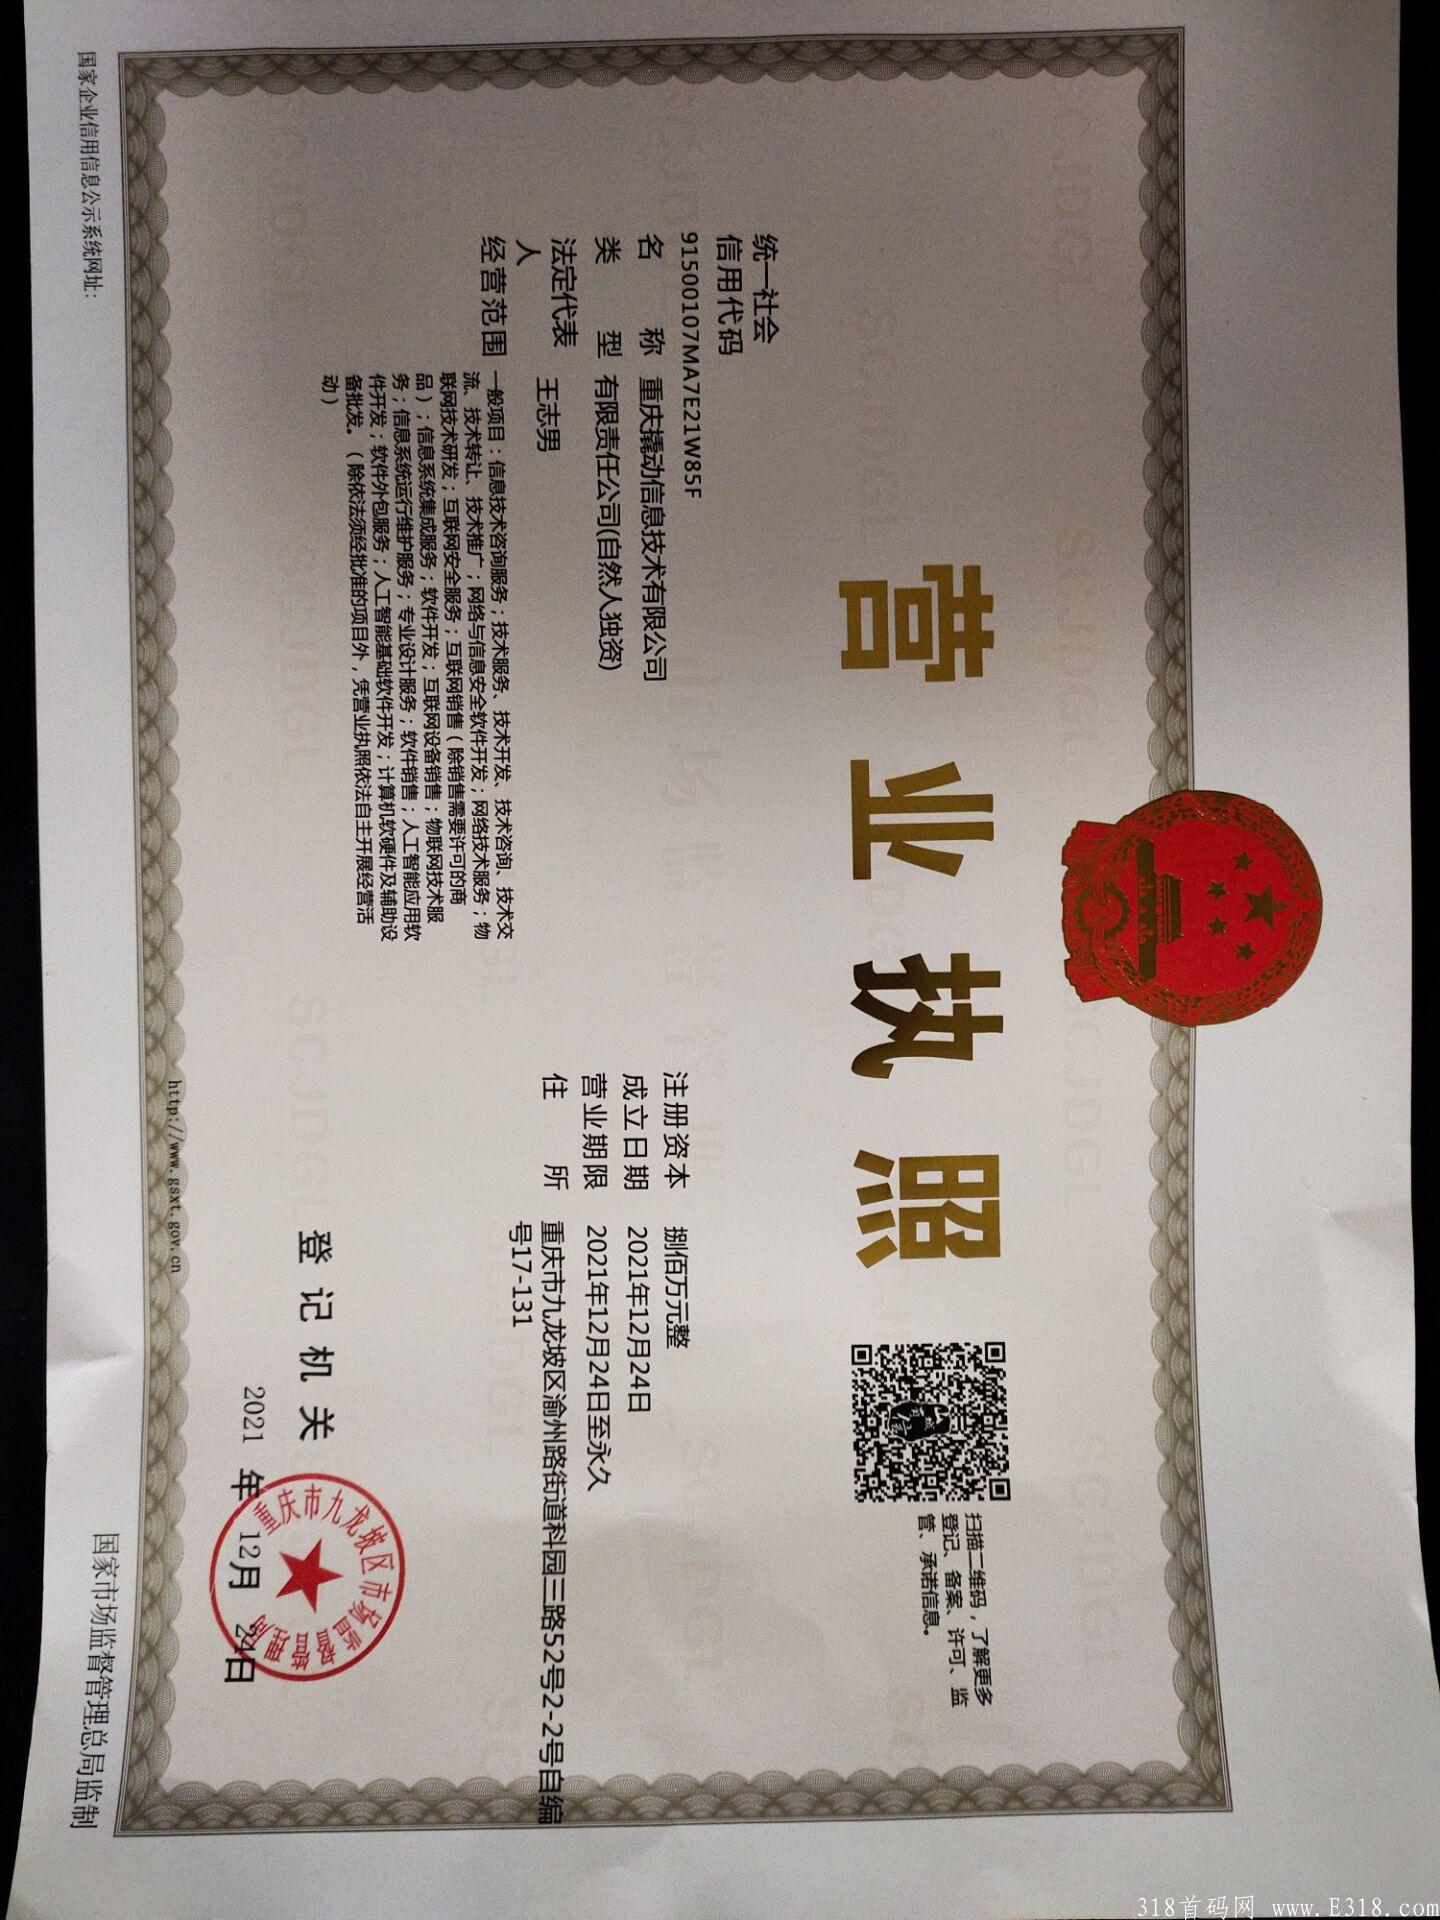 营业执照
扫描二维码，了解更多
登记、备案、许可、监
管、承诺信息。
统一社会
信用代码
91500107MA7E21W85F
名称 重庆撬动信息技术有限公司
类型 有限责任公司(自然人独资)
法定代表
人 王志男
经营范围 一般项目：信息技术咨询服务；技术服务、技术开发、技术咨询、技术交
流、技术转让、技术推广；网络与信息安全软件开发；网络技术服务；物
联网技术研发；互联网安全服务；互联网销售（除销售需要许可的商
品）；信息系统集成服务；软件开发；互联网设备销售；物联网技术服
务；信息系统运行维护服务；专业设计服务；软件销售；人工智能应用软
件开发；软件外包服务；人工智能基础软件开发；计算机软硬件及辅助设
备批发。（除依法须经批准的项目外，凭营业执照依法自主开展经营活
动）
注册资本 捌佰万元整
成立日期 2021年12月24日
营业期限 2021年12月24日至永久
住所 重庆市九龙坡区渝州路街道科园三路52号2-2号自编
号17-131
登记机关
重庆市九龙坡区市场监督管理局
2021 年 12月 24日
国家企业信用信息公示系统网址：
http://www.gsxt.gov.cn
国家市场监督管理总局监制
318首码网 www.E318.com